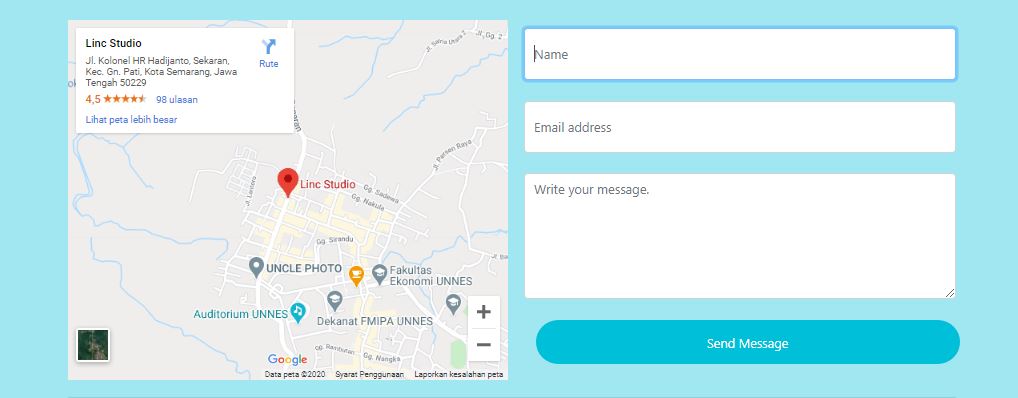 Linc Studio
Jl. Kolonel HR Hadijanto, Sekaran,
Kec. Gn. Pati, Kota Semarang, Jawa
Tengah 50229
Rute
4,5
98 ulasan
Lihat peta lebih besar
Jl. Parsen Raya
Jl. Lantoro
Linc Studio
Gg. Sadewa
Gg. Nakula
Gg. Sirandu
UNCLE PHOTO
Fakultas
Ekonomi UNNES
Auditorium UNNES
Dekanat FMIPA UNNES
Gg. Rambutan
Gg. Nangka
Google
Data peta ©2020
Syarat Penggunaan
Laporkan kesalahan peta
Name
Email address
Write your message.
Send Message